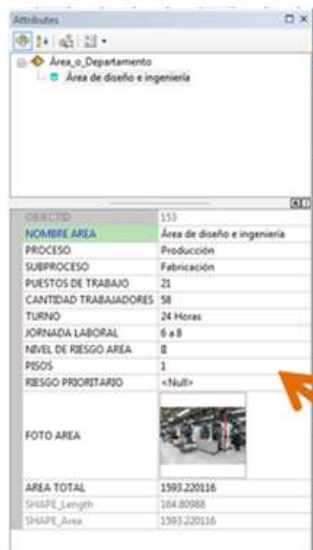 Attributes
Área_o_Departamento
Área de diseño e ingeniería
OBJECTID 153
NOMBRE AREA Área de diseño e ingeniería
PROCESO Producción
SUBPROCESO Fabricación
PUESTOS DE TRABAJO 21
CANTIDAD TRABAJADORES 58
TURNO 24 Horas
JORNADA LABORAL 6 a 8
NIVEL DE RIESGO AREA
PISOS 1
RIESGO PRIORITARIO <Null>
FOTO AREA
AREA TOTAL 1593.220116
SHAPE_Length 164.80988
SHAPE_Area 1593.220116